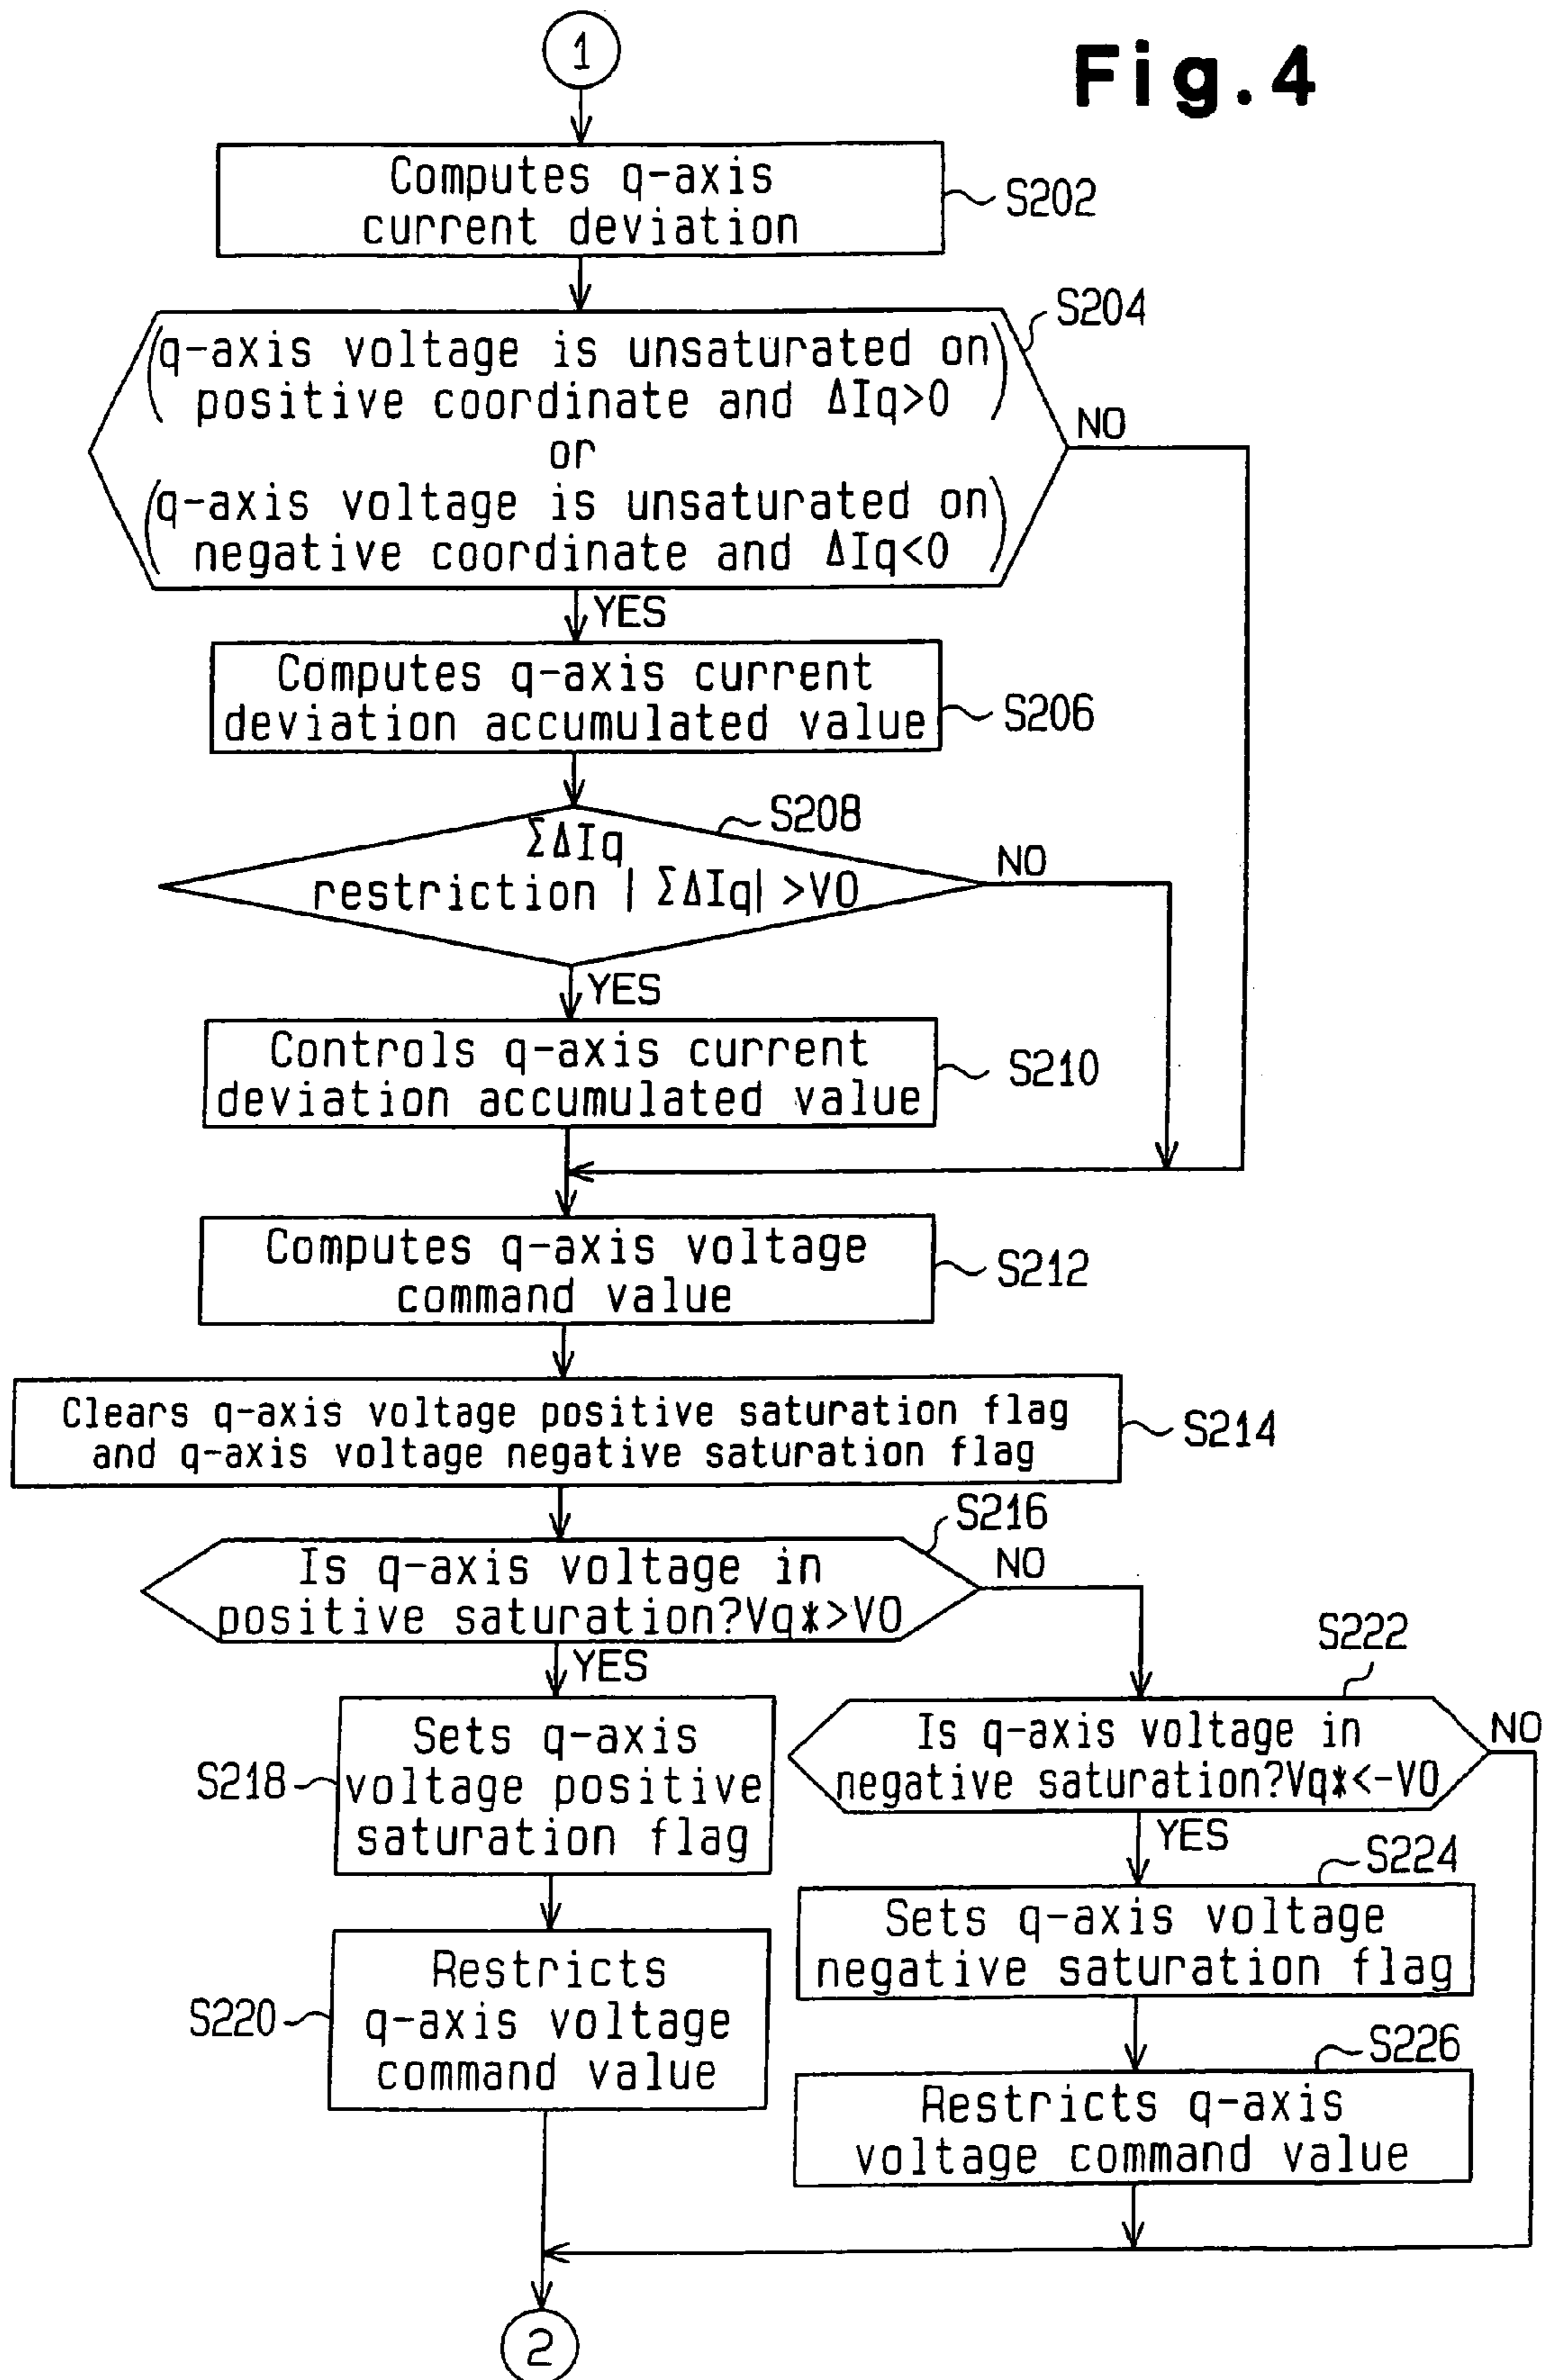 1
Fig.4
Computes q-axis
current deviation
S202
S204
(q-axis voltage is unsaturated on
positive coordinate and ΔIq>0)
or
(q-axis voltage is unsaturated on
negative coordinate and ΔIq<0)
NO
YES
Computes q-axis current
deviation accumulated value
S206
S208
ΣΔIq
restriction |ΣΔIq|>V0
NO
YES
Controls q-axis current
deviation accumulated value
S210
Computes q-axis voltage
command value
S212
Clears q-axis voltage positive saturation flag
and q-axis voltage negative saturation flag
S214
S216
Is q-axis voltage in
positive saturation?Vq*>V0
NO
YES
S222
Is q-axis voltage in
negative saturation?Vq*<-V0
NO
YES
S218
Sets q-axis
voltage positive
saturation flag
S224
Sets q-axis voltage
negative saturation flag
S220
Restricts
q-axis voltage
command value
S226
Restricts q-axis
voltage command value
2